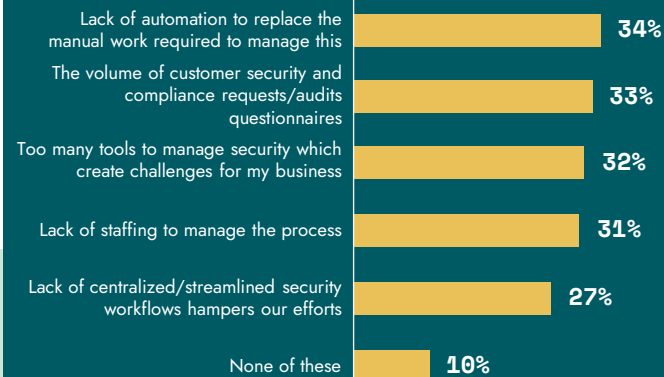 Lack of automation to replace the
manual work required to manage this
34%
The volume of customer security and
compliance requests/audits
questionnaires
33%
Too many tools to manage security which
create challenges for my business
32%
Lack of staffing to manage the process
31%
Lack of centralized/streamlined security
workflows hampers our efforts
27%
None of these
10%